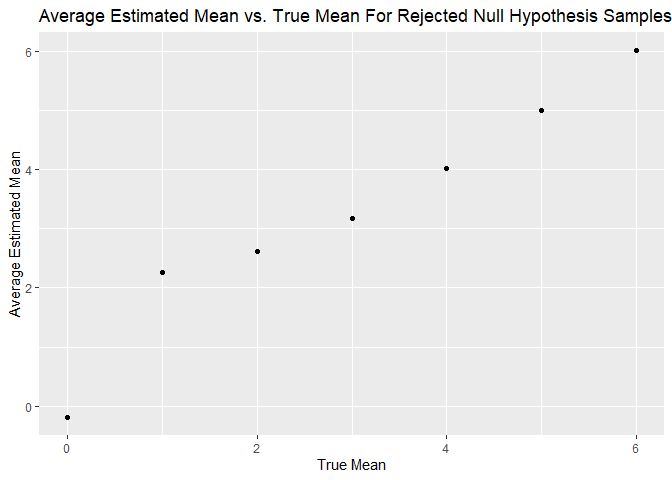 Average Estimated Mean vs. True Mean For Rejected Null Hypothesis Samples
Average Estimated Mean
6
4
2
0
0 2 4 6
True Mean